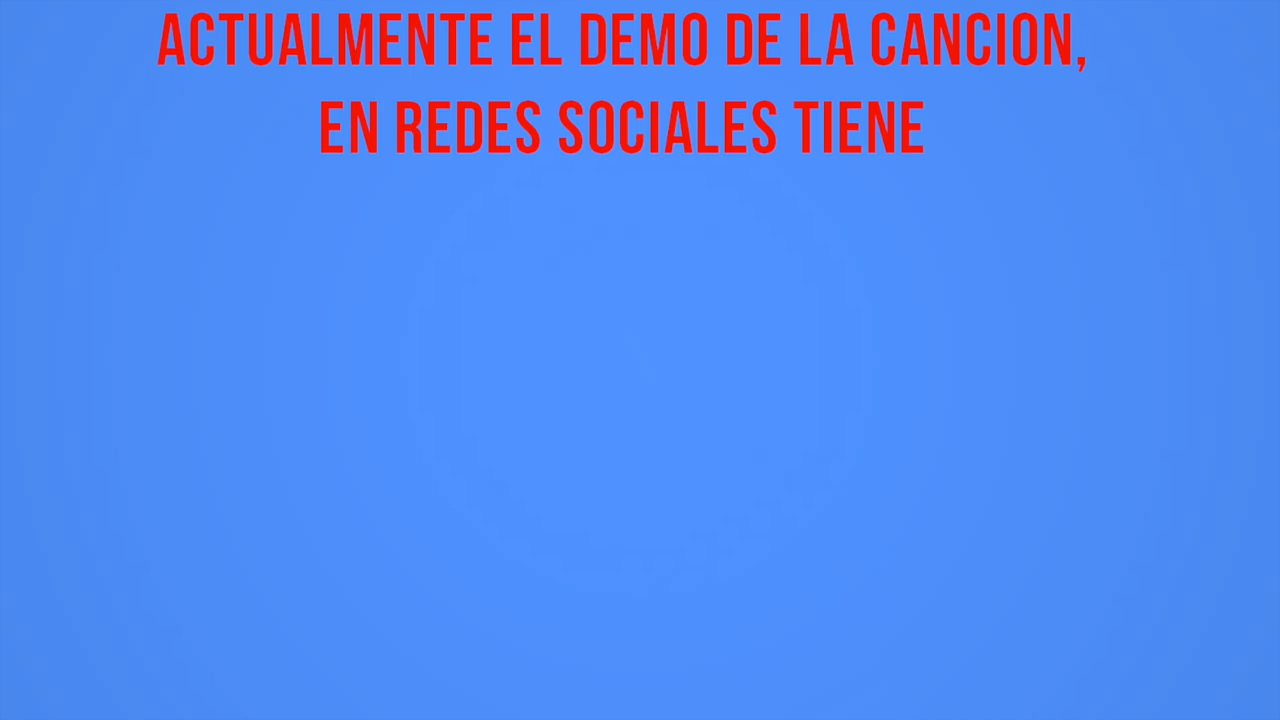 ACTUALMENTE EL DEMO DE LA CANCION,
EN REDES SOCIALES TIENE